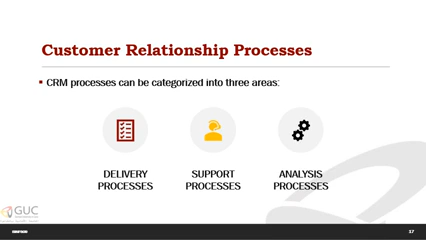 Customer Relationship Processes
▪ CRM processes can be categorized into three areas:
DELIVERY
PROCESSES
SUPPORT
PROCESSES
ANALYSIS
PROCESSES
GUC
17